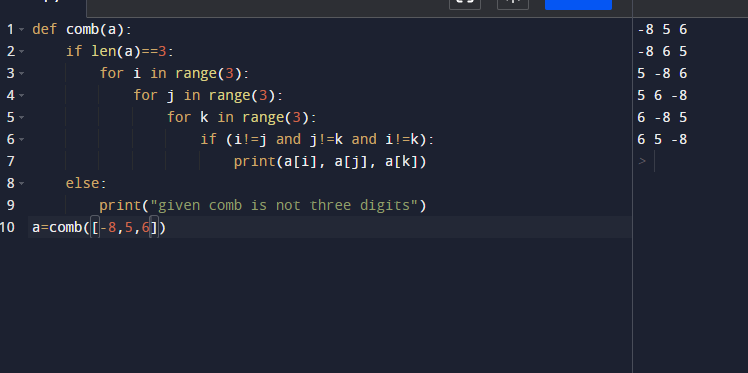 1 def comb(a):
2     if len(a)==3:
3         for i in range(3):
4             for j in range(3):
5                 for k in range(3):
6                     if (i!=j and j!=k and i!=k):
7                         print(a[i], a[j], a[k])
8     else:
9         print("given comb is not three digits")
10 a=comb([-8,5,6])
-8 5 6
-8 6 5
5 -8 6
5 6 -8
6 -8 5
6 5 -8
>